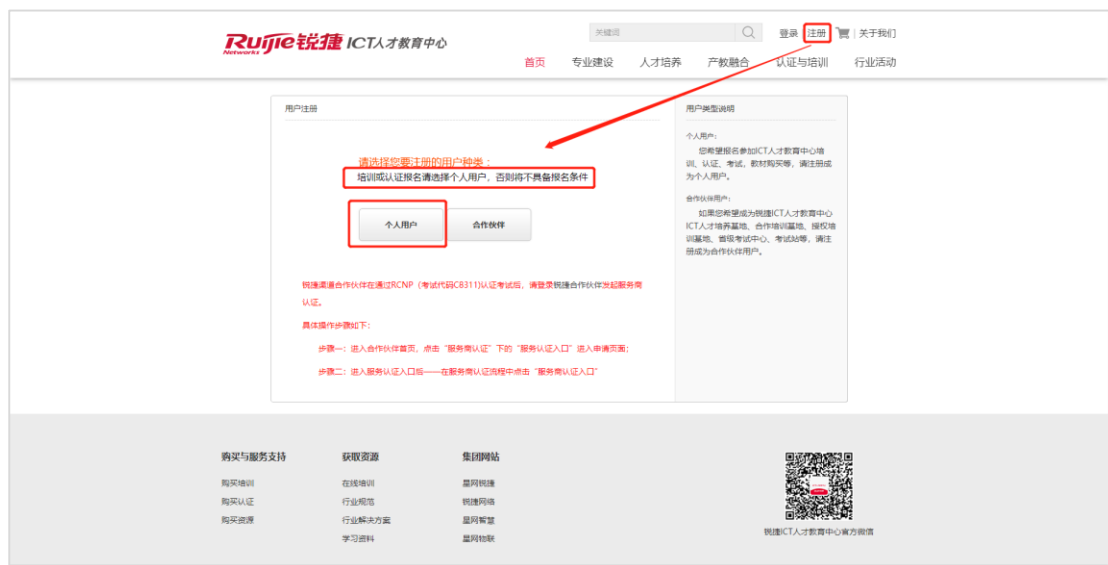 Ruijie锐捷 Networks ICT人才教育中心
关键词
登录 注册 | 关于我们
首页 专业建设 人才培养 产教融合 认证与培训 行业活动
用户注册
请选择您要注册的用户种类：
培训或认证报名请选择个人用户，否则将不具备报名条件
个人用户 合作伙伴
锐捷渠道合作伙伴在通过RCNP（考试代码C8311)认证考试后，请登录锐捷合作伙伴发起服务商
认证。
具体操作步骤如下：
步骤一：进入合作伙伴首页，点击“服务商认证”下的“服务认证入口”进入申请页面；
步骤二：进入服务认证入口后——在服务商认证流程中点击“服务商认证入口”
用户类型说明
个人用户：
您希望报名参加ICT人才教育中心培
训、认证、考试，教材购买等，请注册成
为个人用户。
合作伙伴用户：
如果您希望成为锐捷ICT人才教育中心
ICT人才培养基地、合作培训基地、授权培
训基地、省级考试中心、考试站等，请注
册成为合作伙伴用户。
购买与服务支持
购买培训
购买认证
购买资源
获取资源
在线培训
行业规范
行业解决方案
学习资料
集团网站
星网锐捷
锐捷网络
星网智慧
星网物联
锐捷ICT人才教育中心官方微信